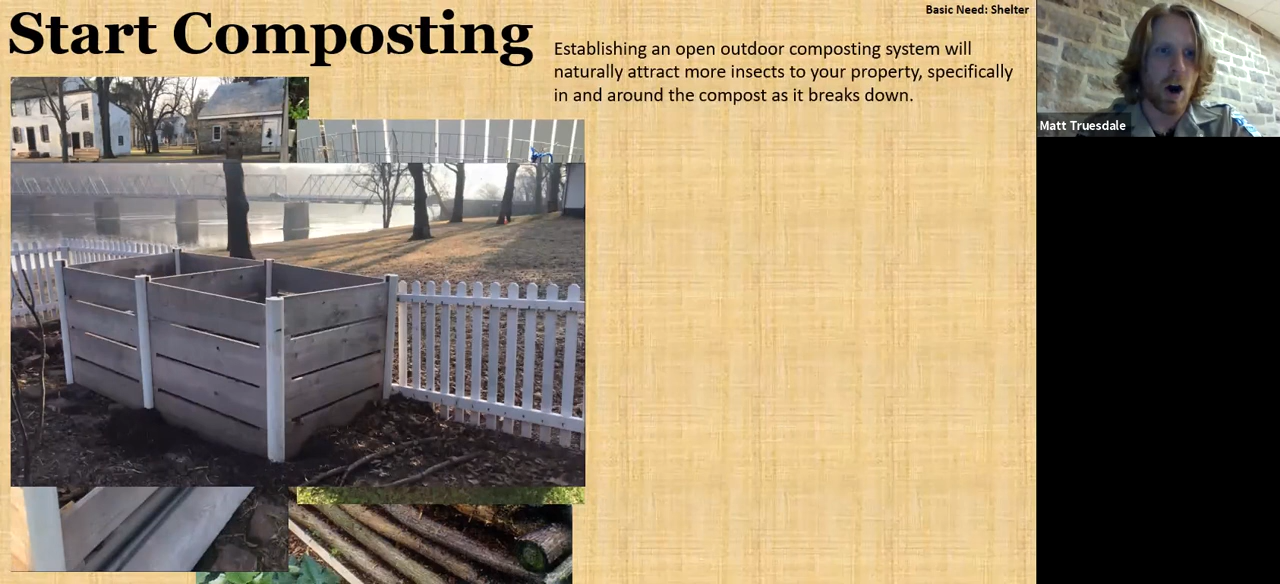 Start Composting
Basic Need: Shelter
Establishing an open outdoor composting system will
naturally attract more insects to your property, specifically
in and around the compost as it breaks down.
Matt Truesdale